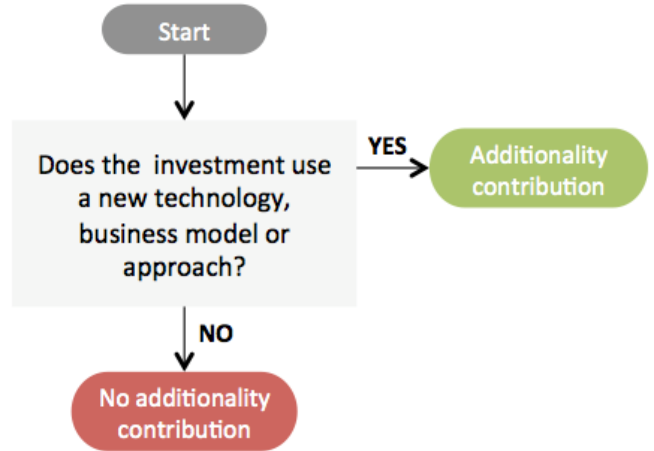 Start
Does the investment use
a new technology,
business model or
approach?
YES
Additionality
contribution
NO
No additionality
contribution